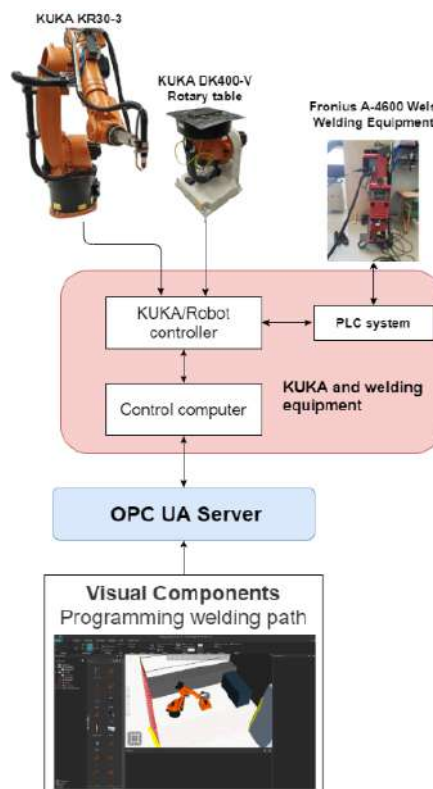 KUKA KR30-3
KUKA DK400-V
Rotary table
Fronius A-4600 Wels
Welding Equipment
KUKA/Robot
controller
PLC system
Control computer
KUKA and welding
equipment
OPC UA Server
Visual Components
Programming welding path